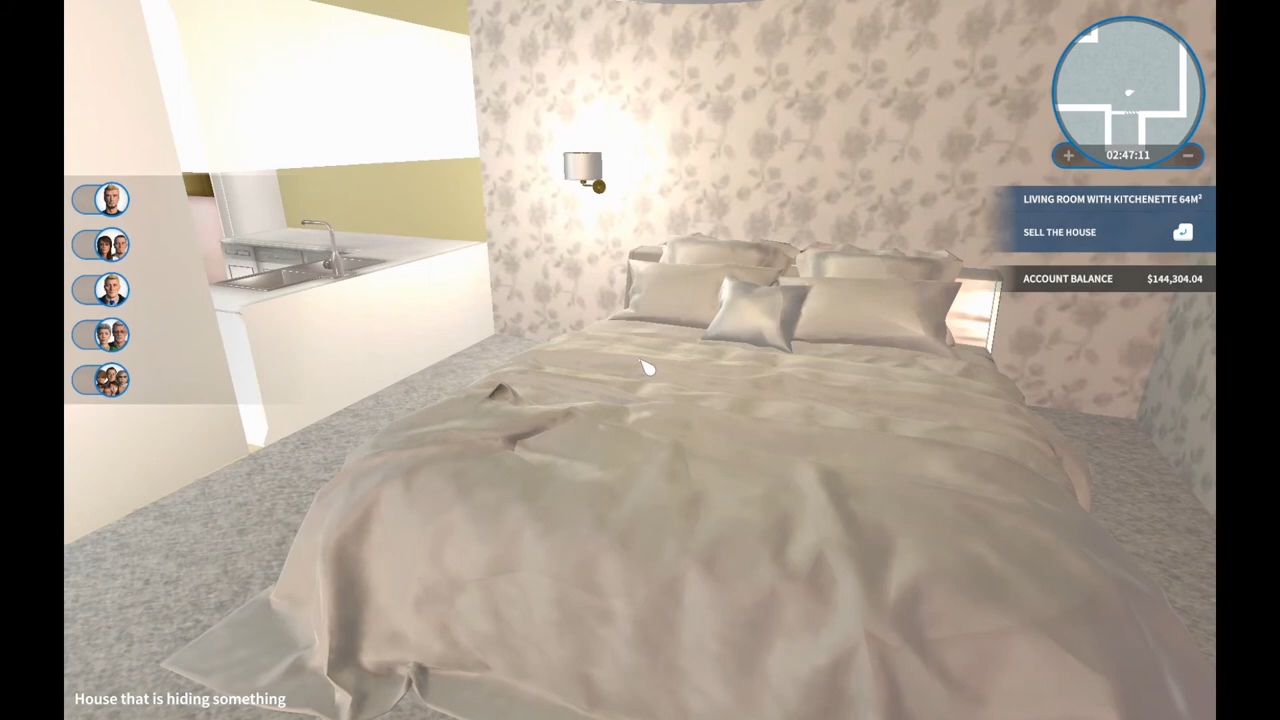 02:47:11
LIVING ROOM WITH KITCHENETTE 64M²
SELL THE HOUSE
ACCOUNT BALANCE $144,304.04
House that is hiding something